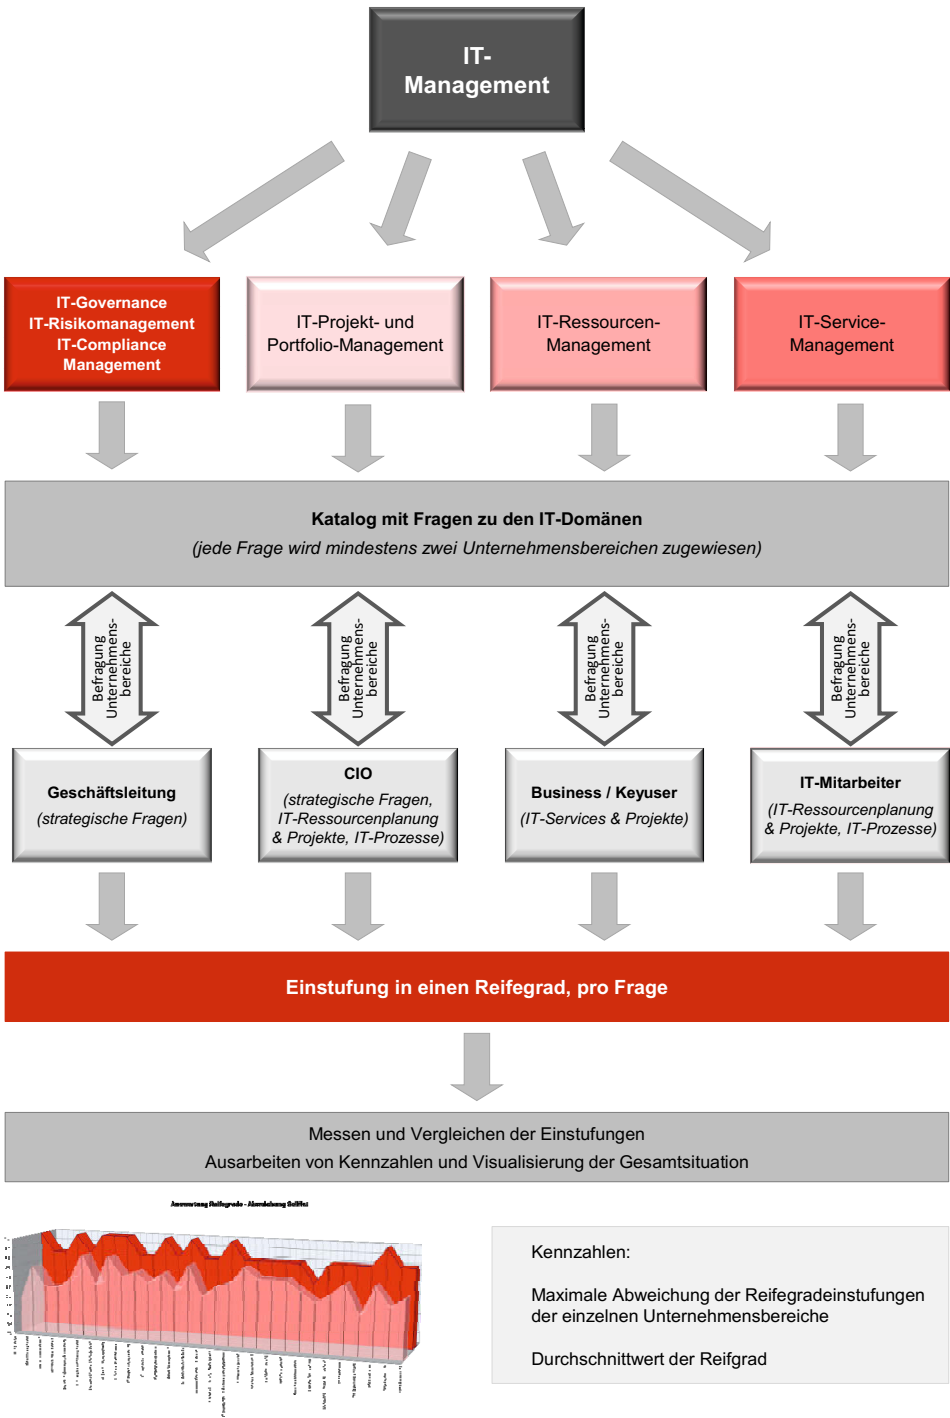 IT-
Management
IT-Governance
IT-Risikomanagement
IT-Compliance
Management
IT-Projekt- und
Portfolio-Management
IT-Ressourcen-
Management
IT-Service-
Management
Katalog mit Fragen zu den IT-Domänen
(jede Frage wird mindestens zwei Unternehmensbereichen zugewiesen)
Befragung
Unternehmens-
bereiche
Befragung
Unternehmens-
bereiche
Befragung
Unternehmens-
bereiche
Befragung
Unternehmens-
bereiche
Geschäftsleitung
(strategische Fragen)
CIO
(strategische Fragen,
IT-Ressourcenplanung
& Projekte, IT-Prozesse)
Business / Keyuser
(IT-Services & Projekte)
IT-Mitarbeiter
(IT-Ressourcenplanung
& Projekte, IT-Prozesse)
Einstufung in einen Reifegrad, pro Frage
Messen und Vergleichen der Einstufungen
Ausarbeiten von Kennzahlen und Visualisierung der Gesamtsituation
Auswertung Reifegrade - Abweichung
Kennzahlen:
Maximale Abweichung der Reifegradeinstufungen
der einzelnen Unternehmensbereiche
Durchschnittwert der Reifgrad